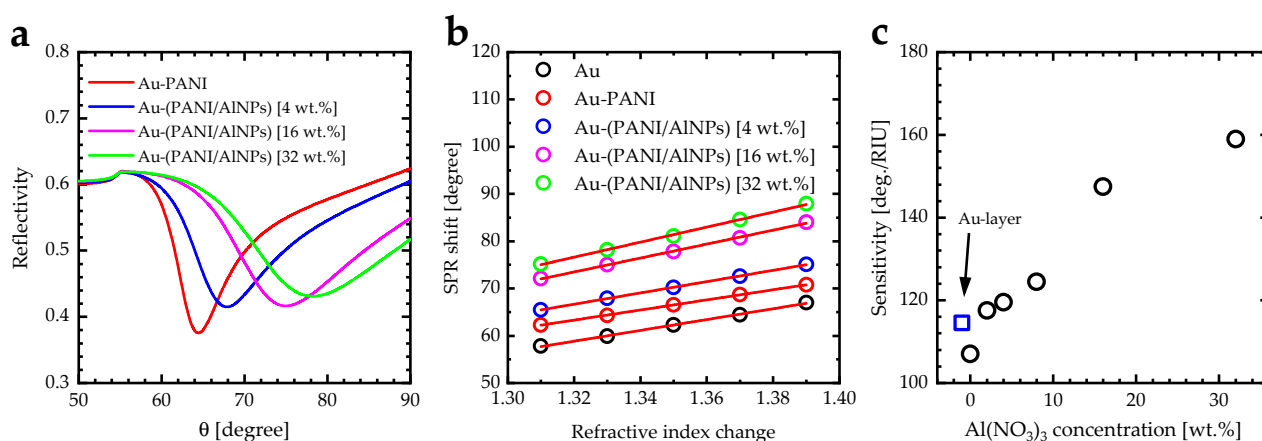 a
0.8
0.7
0.6
0.5
0.4
0.3
Reflectivity
Au-PANI
Au-(PANI/AlNPs) [4 wt.%]
Au-(PANI/AlNPs) [16 wt.%]
Au-(PANI/AlNPs) [32 wt.%]
50 60 70 80 90
θ [degree]
b
120
110
100
90
80
70
60
50
SPR shift [degree]
Au
Au-PANI
Au-(PANI/AlNPs) [4 wt.%]
Au-(PANI/AlNPs) [16 wt.%]
Au-(PANI/AlNPs) [32 wt.%]
1.30 1.32 1.34 1.36 1.38 1.40
Refractive index change
c
180
160
140
120
100
Sensitivity [deg./RIU]
Au-layer
0 10 20 30
Al(NO₃)₃ concentration [wt.%]